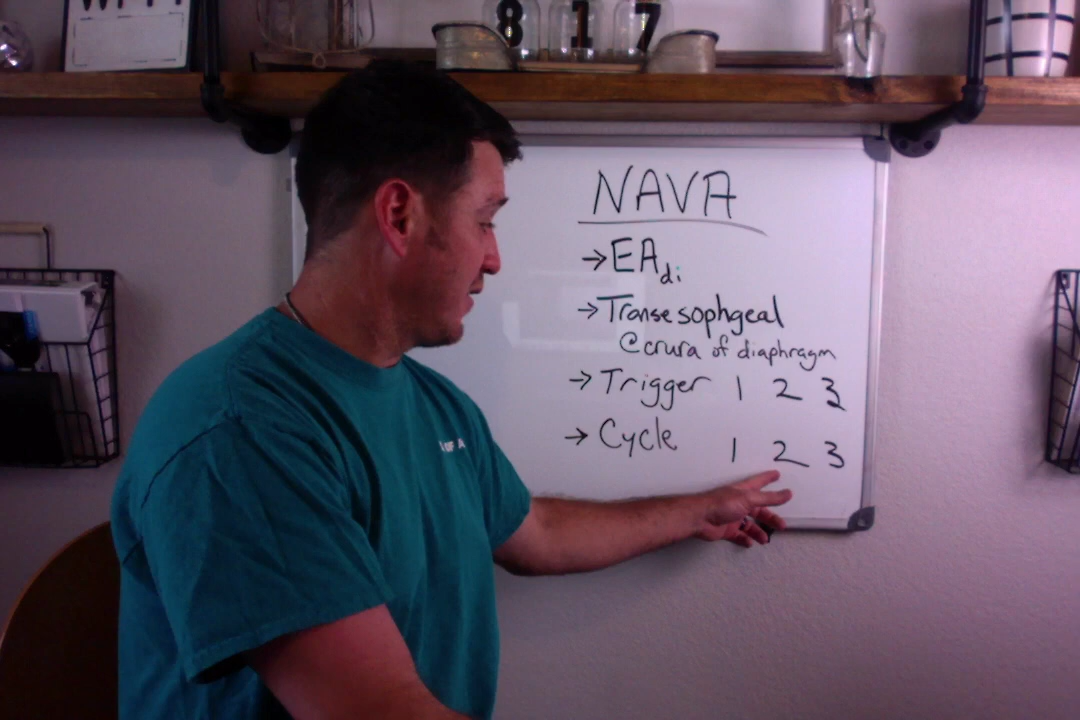 8 1 7
NAVA
→ EAdi
→ Transesophgeal
@ crura of diaphragm
→ Trigger 1 2 3
→ Cycle 1 2 3